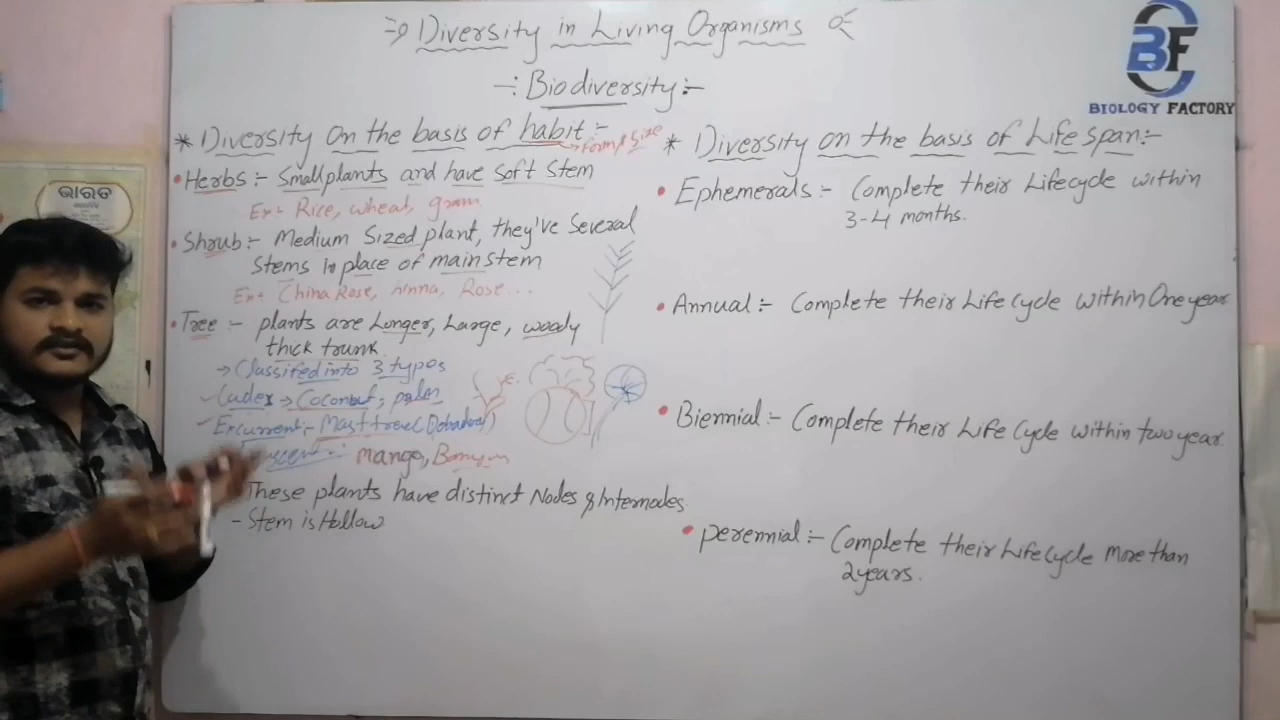 Diversity in Living Organisms
-: Biodiversity :-
BF
BIOLOGY FACTORY
* Diversity on the basis of habit :-
→ Form & Size
• Herbs :- Small plants and have soft stem
Ex:- Rice, wheat, gram
• Shrub :- Medium Sized plant, they've Several
Stems in place of main stem
Ex:- China Rose, Rose...
• Tree :- plants are Longer, Large, woody
thick trunk.
→ Classified into 3 types
Cudex → Coconut, palm
Excurrent :- Mast tree
mango, Banyan
These plants have distinct Nodes & Internodes.
- Stem is Hollow
* Diversity on the basis of Life span :-
• Ephemerals :- Complete their Lifecycle within
3-4 months.
• Annual :- Complete their Life Cycle within One year
• Biennial :- Complete their Life Cycle within two year
• perennial :- Complete their Life Cycle more than
2 years.
ଭାରତ